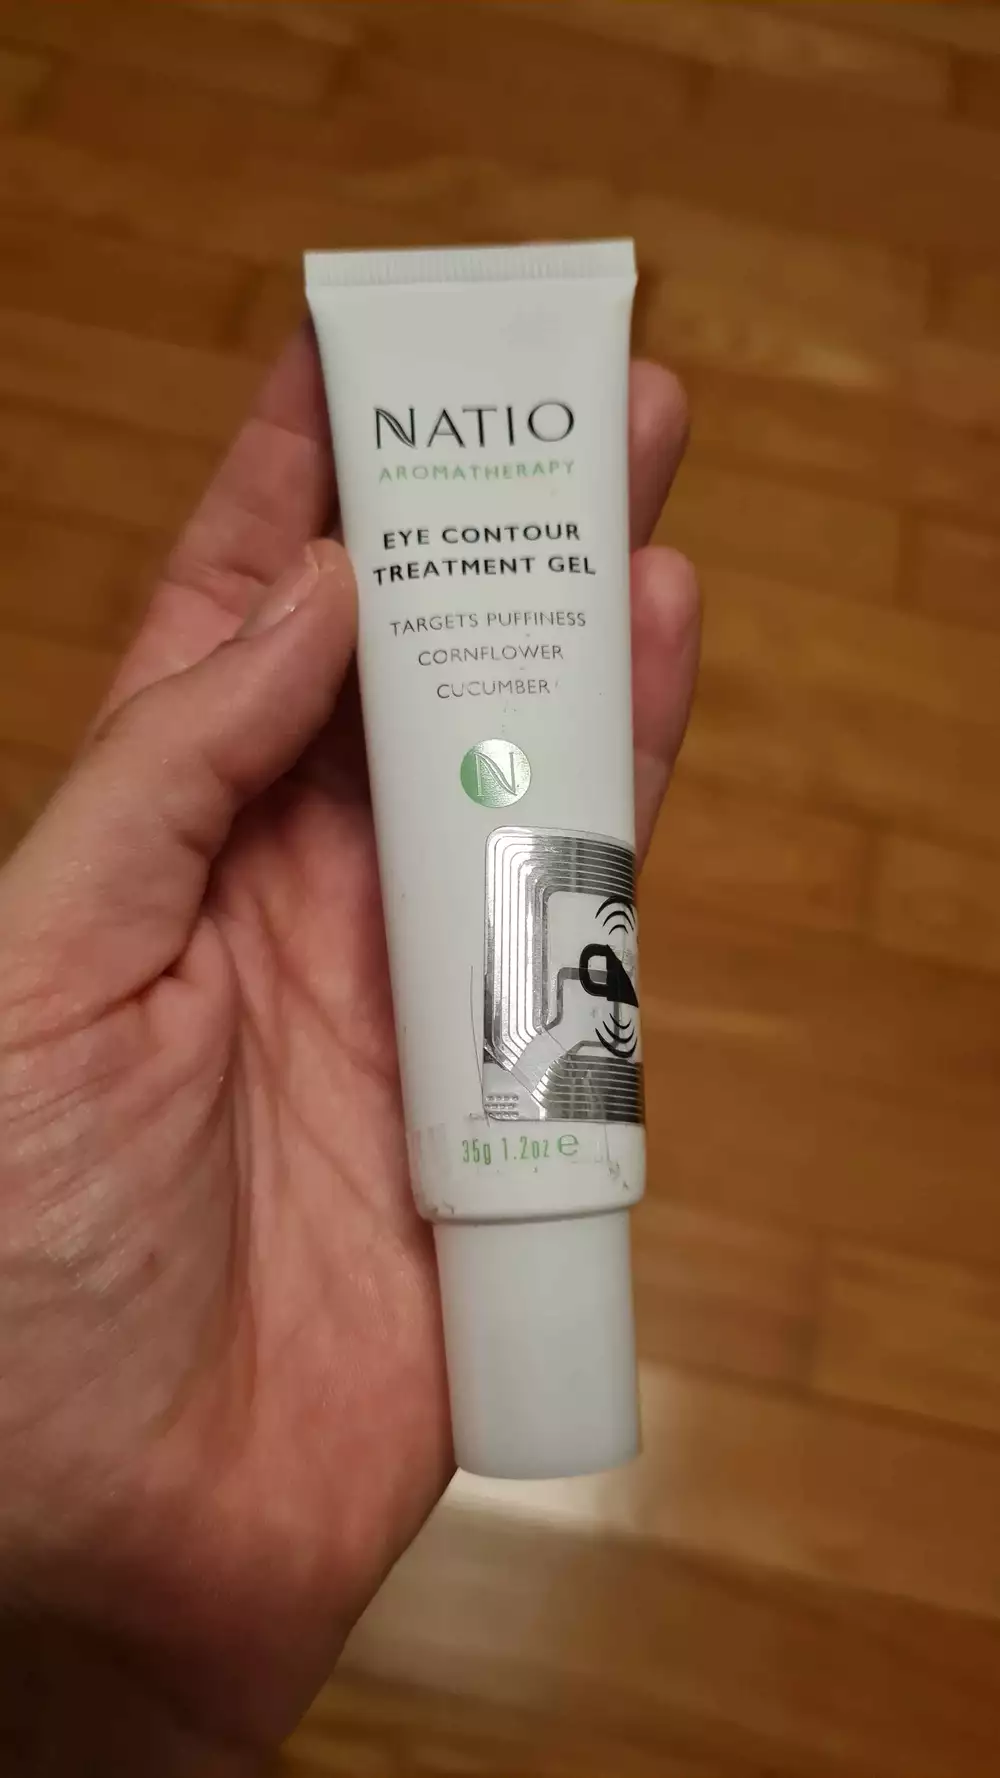 NATIO
AROMATHERAPY
EYE CONTOUR
TREATMENT GEL
TARGETS PUFFINESS
CORNFLOWER
CUCUMBER
N
35g 1.2oz e